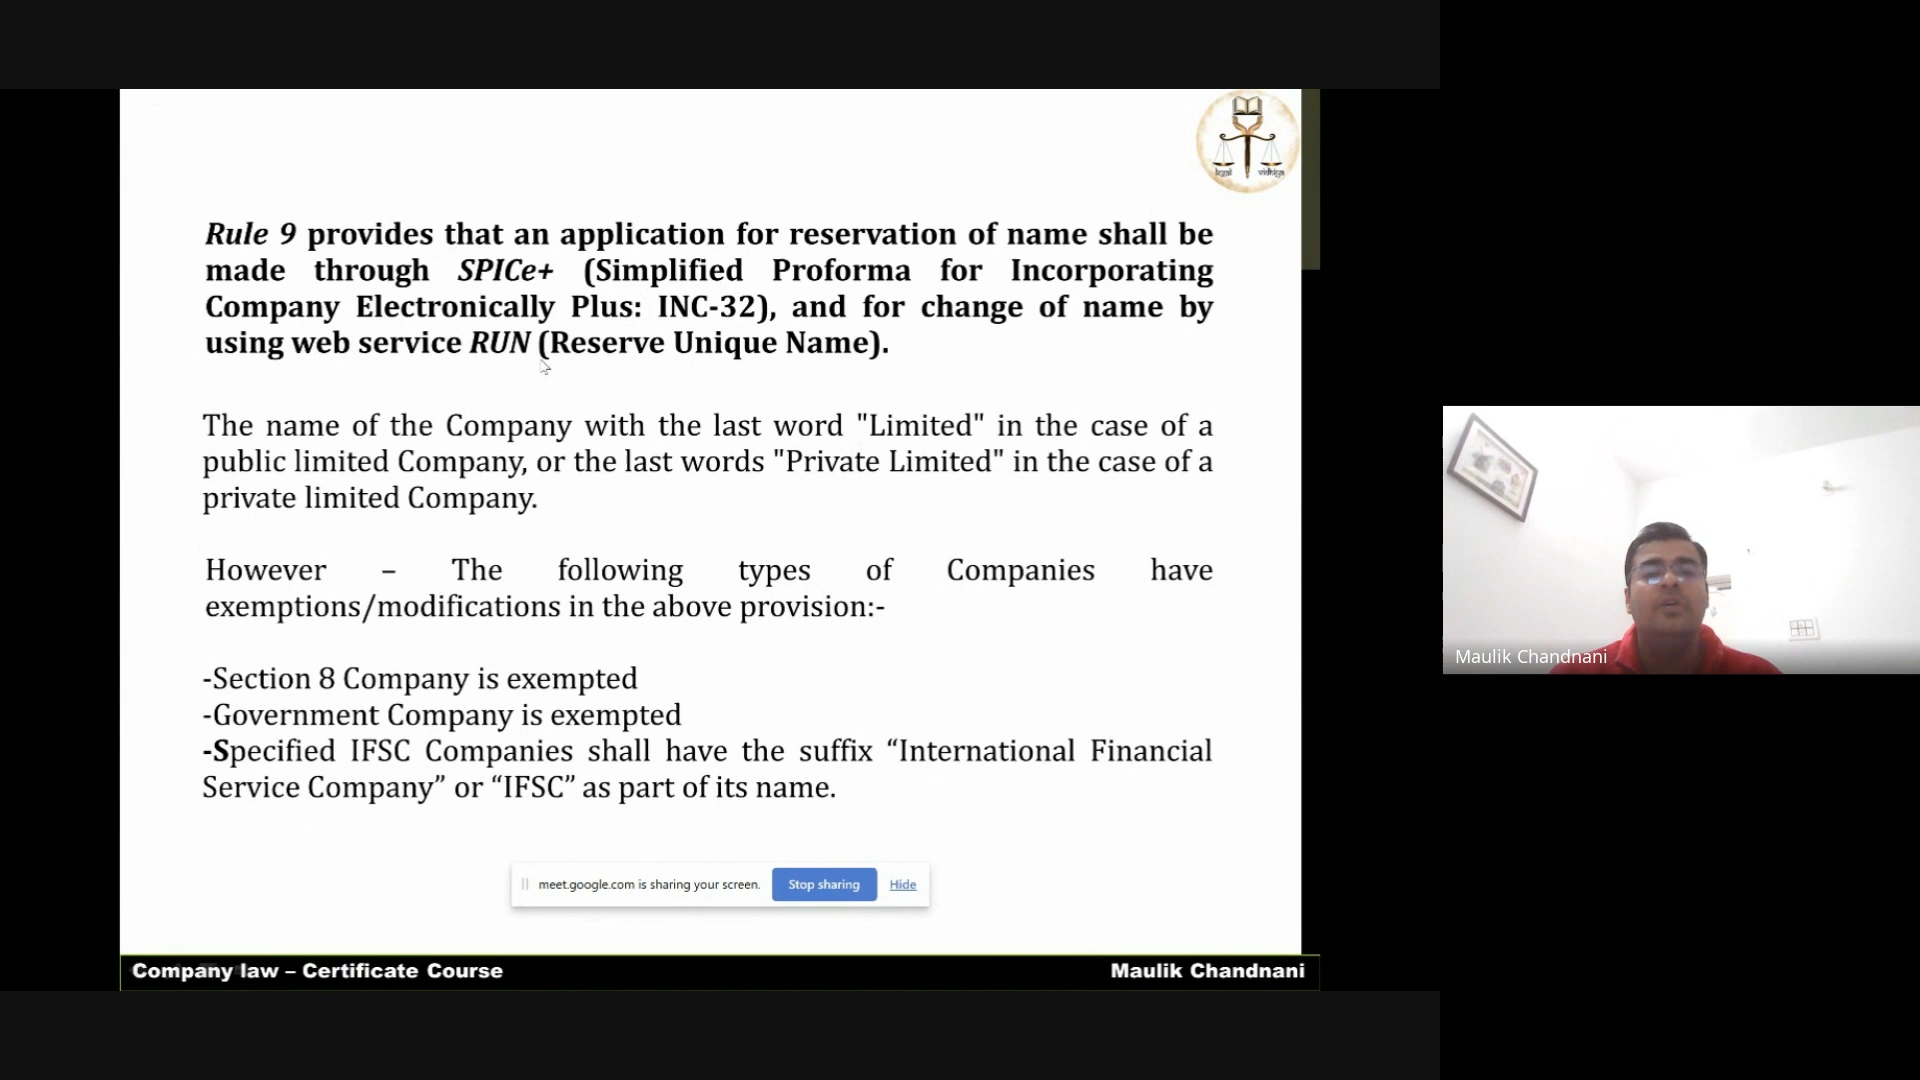 legal vidhiya
Rule 9 provides that an application for reservation of name shall be
made through SPICe+ (Simplified Proforma for Incorporating
Company Electronically Plus: INC-32), and for change of name by
using web service RUN (Reserve Unique Name).
The name of the Company with the last word "Limited" in the case of a
public limited Company, or the last words "Private Limited" in the case of a
private limited Company.
However – The following types of Companies have
exemptions/modifications in the above provision:-
-Section 8 Company is exempted
-Government Company is exempted
-Specified IFSC Companies shall have the suffix “International Financial
Service Company” or “IFSC” as part of its name.
meet.google.com is sharing your screen. Stop sharing Hide
Company law – Certificate Course Maulik Chandnani
Maulik Chandnani